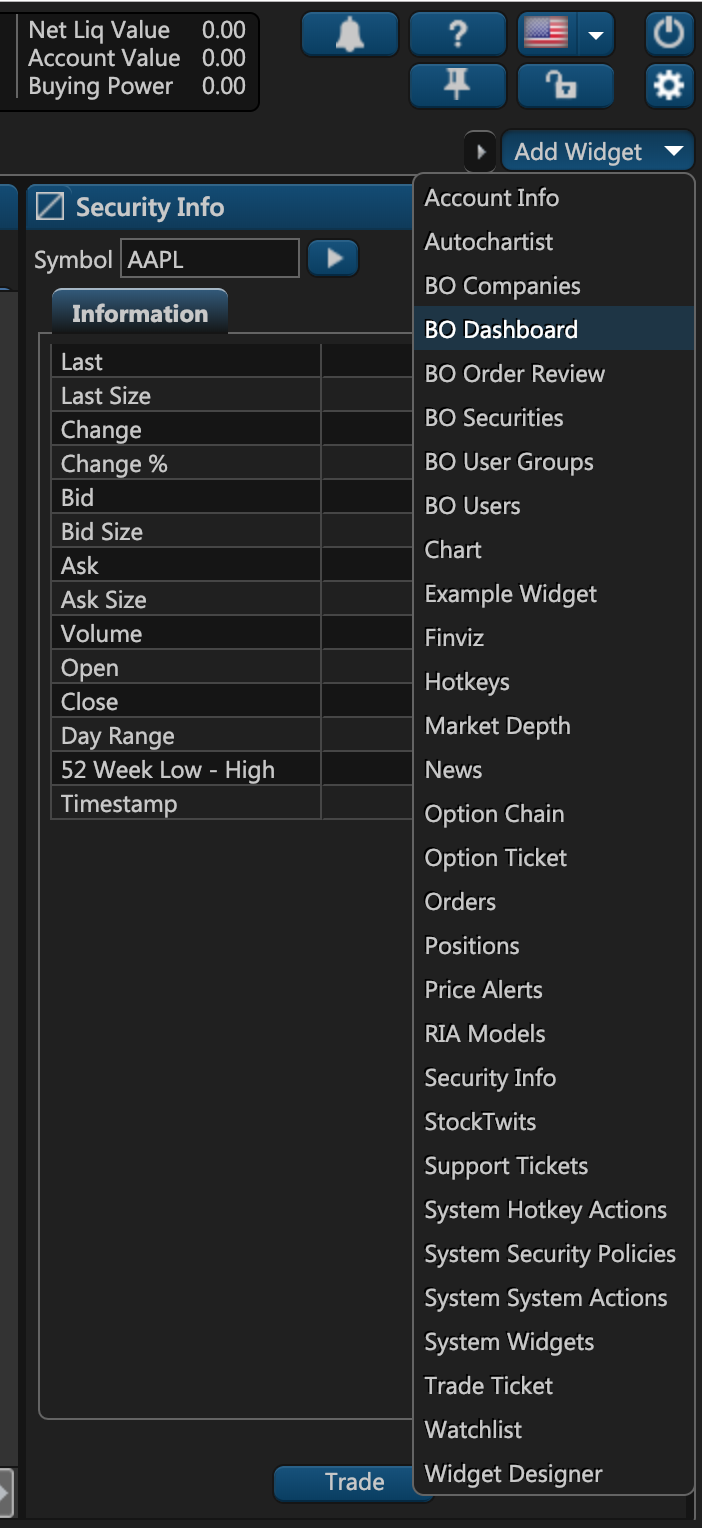 Net Liq Value 0.00
Account Value 0.00
Buying Power 0.00
?
Add Widget
Security Info
Symbol AAPL
Information
Last
Last Size
Change
Change %
Bid
Bid Size
Ask
Ask Size
Volume
Open
Close
Day Range
52 Week Low - High
Timestamp
Trade
Account Info
Autochartist
BO Companies
BO Dashboard
BO Order Review
BO Securities
BO User Groups
BO Users
Chart
Example Widget
Finviz
Hotkeys
Market Depth
News
Option Chain
Option Ticket
Orders
Positions
Price Alerts
RIA Models
Security Info
StockTwits
Support Tickets
System Hotkey Actions
System Security Policies
System System Actions
System Widgets
Trade Ticket
Watchlist
Widget Designer